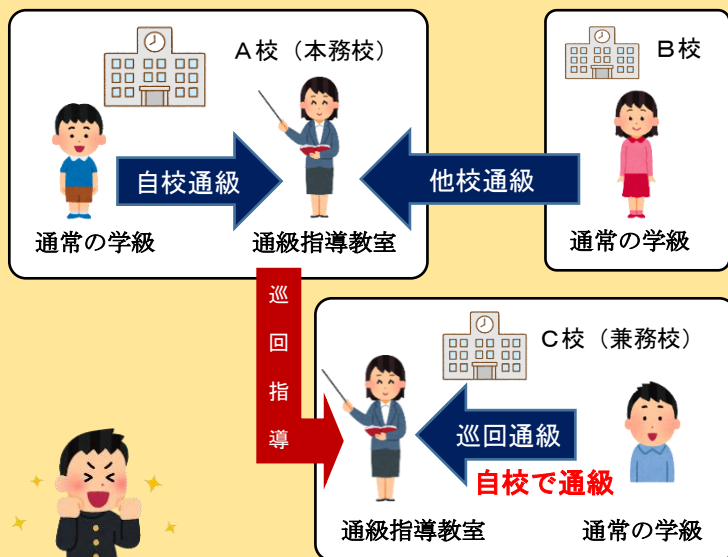 A校（本務校）
B校
自校通級
他校通級
通常の学級
通級指導教室
通常の学級
巡回指導
C校（兼務校）
巡回通級
自校で通級
通級指導教室
通常の学級